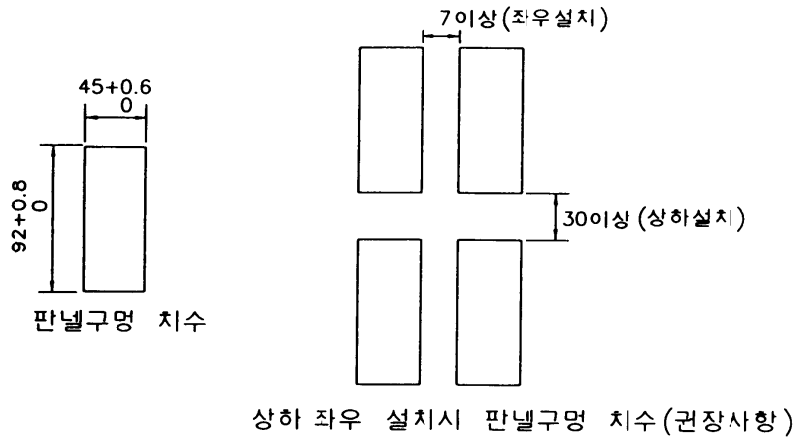 7이상(좌우설치)
45+0.6
0
92+0.8
0
30이상(상하설치)
판넬구멍 치수
상하 좌우 설치시 판넬구멍 치수(권장사항)